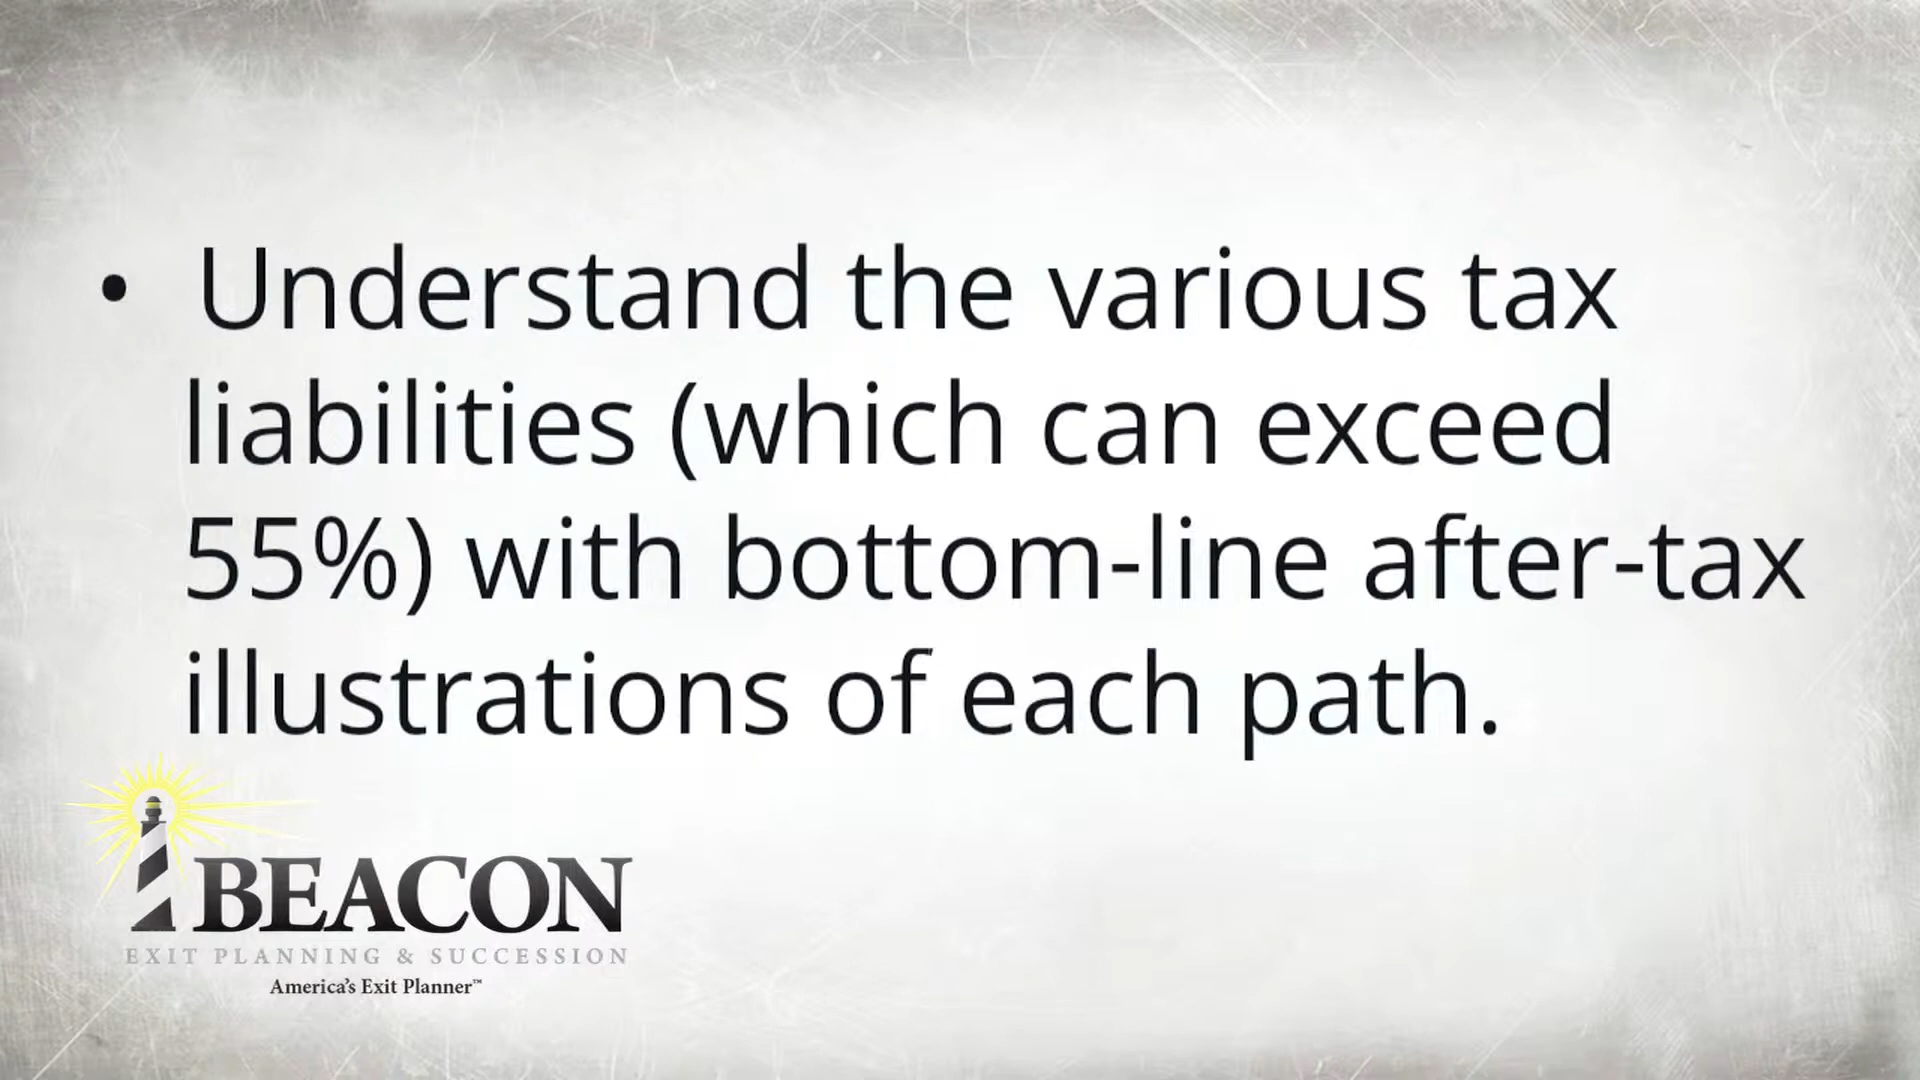 • Understand the various tax
liabilities (which can exceed
55%) with bottom-line after-tax
illustrations of each path.
BEACON
EXIT PLANNING & SUCCESSION
America's Exit Planner™